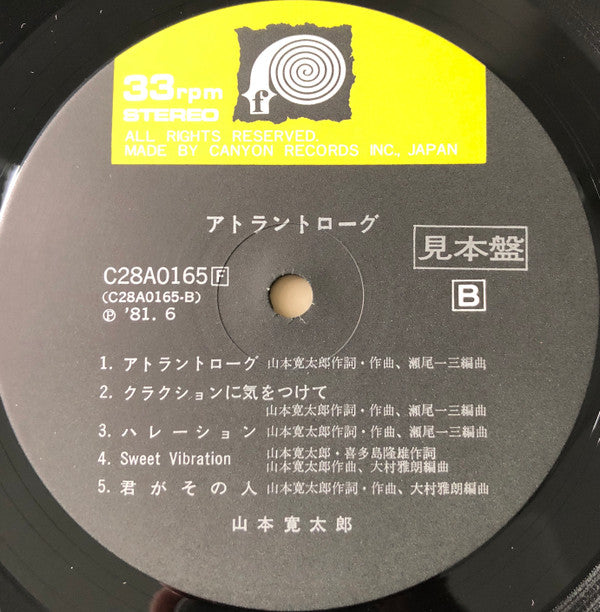 f
33rpm
STEREO
ALL RIGHTS RESERVED.
MADE BY CANYON RECORDS INC., JAPAN
アトラントローグ
見本盤
C28A0165 F
(C28A0165-B)
B
Ⓟ '81. 6
1. アトラントローグ 山本寛太郎作詞・作曲、瀬尾一三編曲
2. クラクションに気をつけて
山本寛太郎作詞・作曲、瀬尾一三編曲
3. ハレーション 山本寛太郎作詞・作曲、瀬尾一三編曲
4. Sweet Vibration 山本寛太郎・喜多島隆雄作詞
山本寛太郎作曲、大村雅朗編曲
5. 君がその人 山本寛太郎作詞・作曲、大村雅朗編曲
山本寛太郎